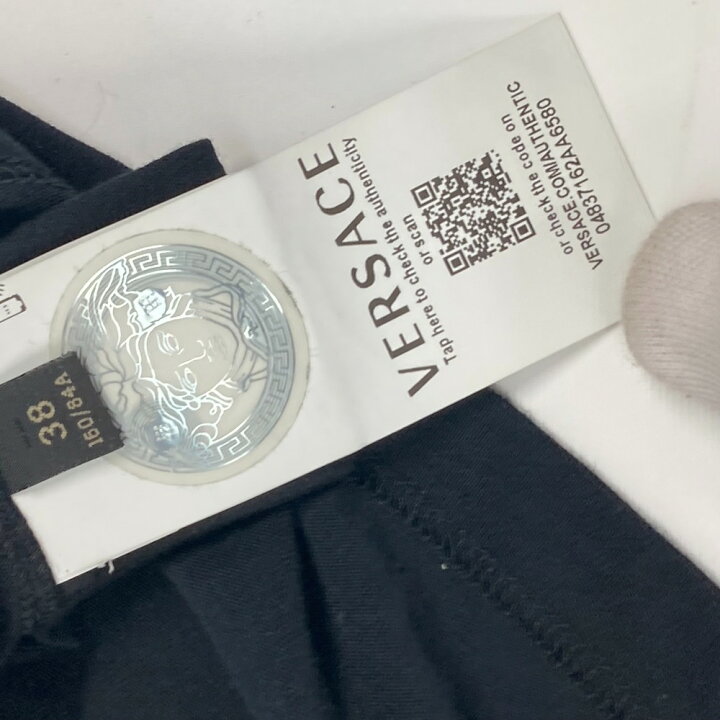 VERSACE
Tap here to check the authenticity
or scan
or check the code on
VERSACE.COM/AUTHENTIC
04837162AA6580
38
160/84A